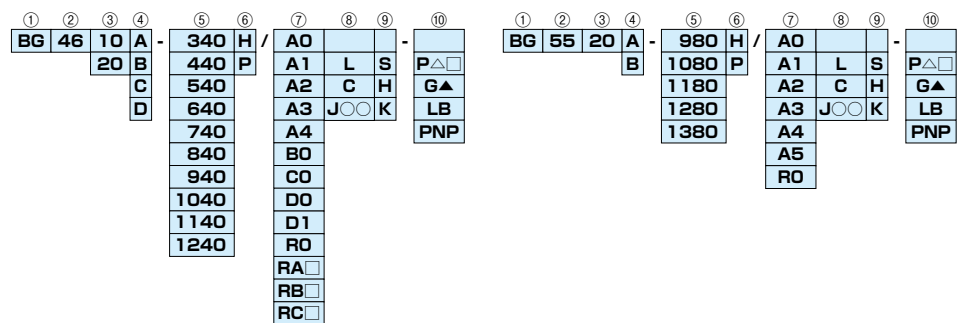 ① ② ③ ④ ⑤ ⑥ ⑦ ⑧ ⑨ ⑩
BG 46 10 A - 340 H / A0 -
20 B 440 P A1 L S P△□
C 540 A2 C H G▲
D 640 A3 J○○ K LB
740 A4 PNP
840 B0
940 C0
1040 D0
1140 D1
1240 R0
RA□
RB□
RC□
① ② ③ ④ ⑤ ⑥ ⑦ ⑧ ⑨ ⑩
BG 55 20 A - 980 H / A0 -
B 1080 P A1 L S P△□
1180 A2 C H G▲
1280 A3 J○○ K LB
1380 A4 PNP
A5
R0